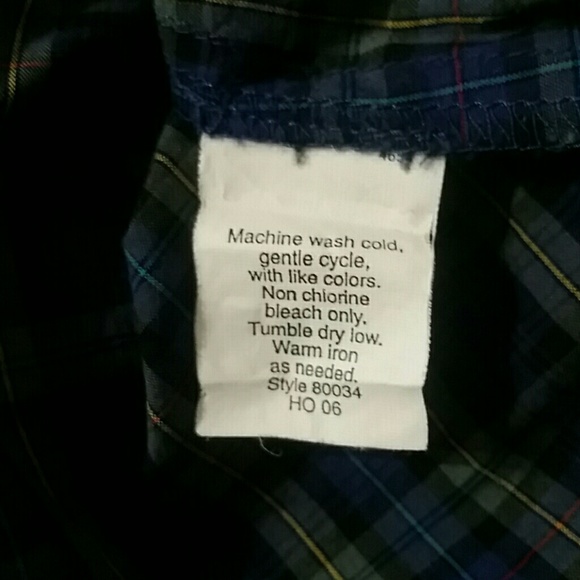 Machine wash cold,
gentle cycle,
with like colors.
Non chlorine
bleach only.
Tumble dry low.
Warm iron
as needed.
Style 80034
HO 06